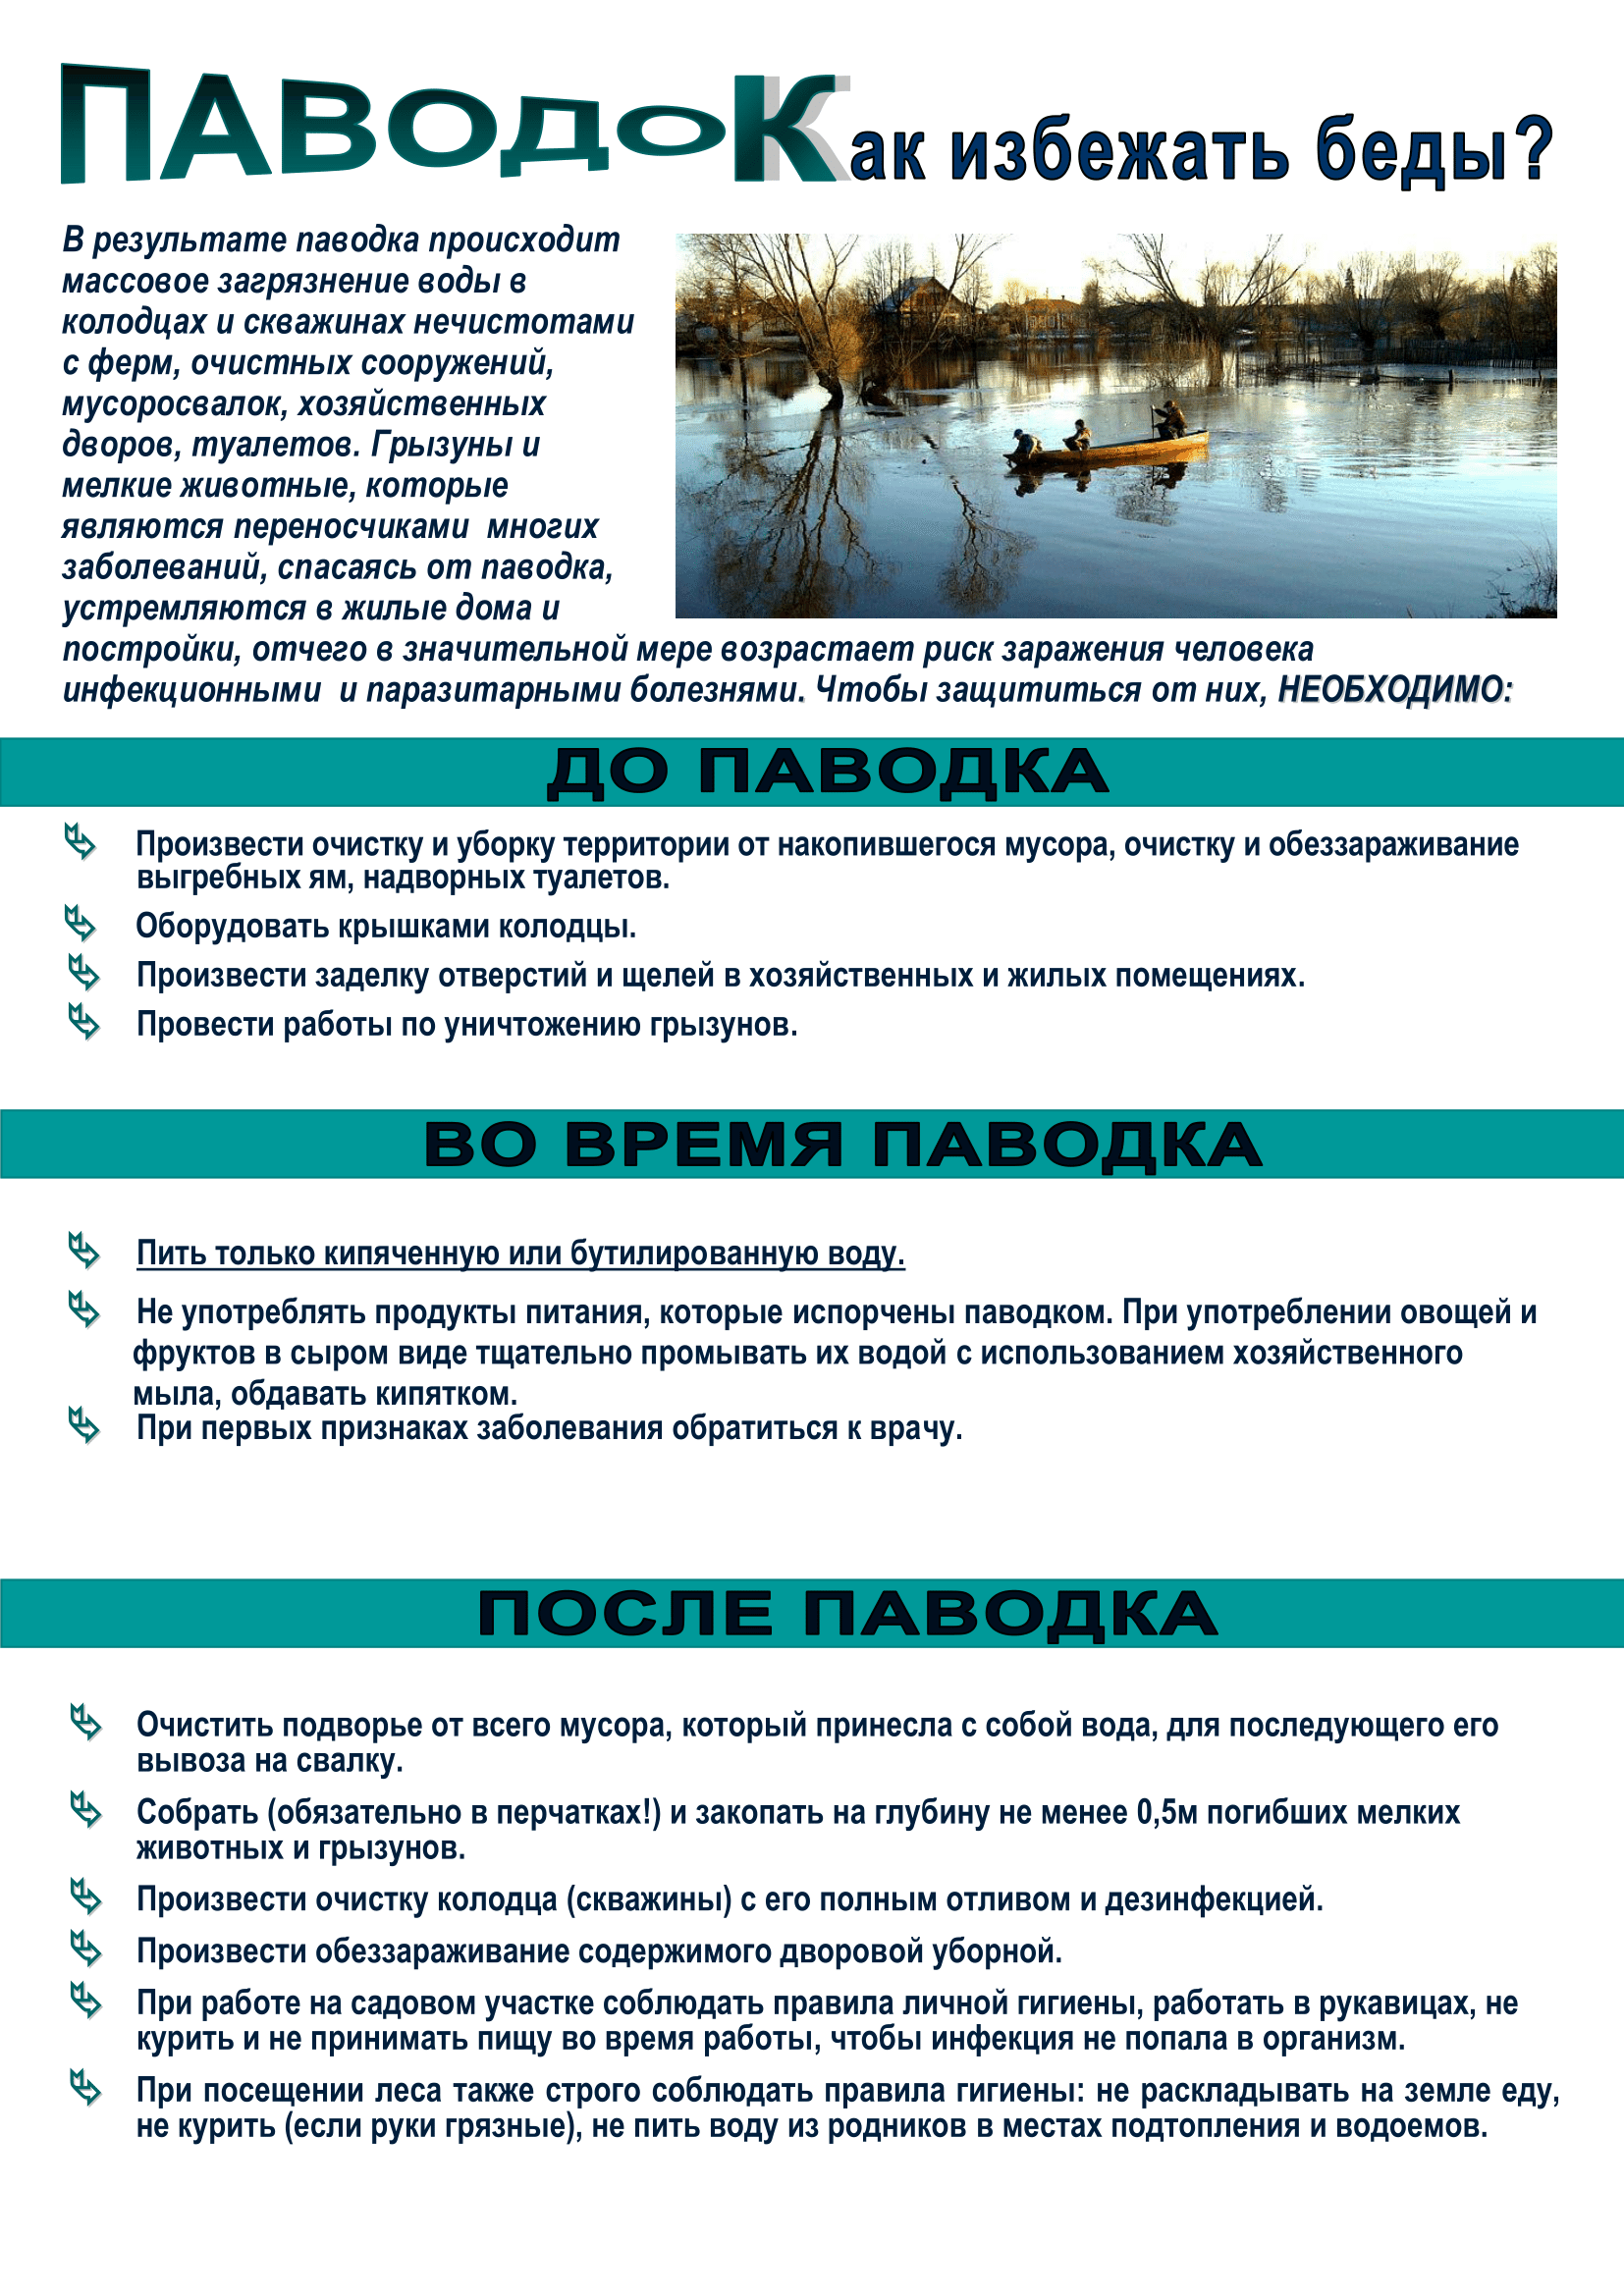 ПАВОДОКак избежать беды?
В результате паводка происходит
массовое загрязнение воды в
колодцах и скважинах нечистотами
с ферм, очистных сооружений,
мусоросвалок, хозяйственных
дворов, туалетов. Грызуны и
мелкие животные, которые
являются переносчиками  многих
заболеваний, спасаясь от паводка,
устремляются в жилые дома и
постройки, отчего в значительной мере возрастает риск заражения человека
инфекционными  и паразитарными болезнями. Чтобы защититься от них, НЕОБХОДИМО:
ДО ПАВОДКА
Произвести очистку и уборку территории от накопившегося мусора, очистку и обеззараживание
выгребных ям, надворных туалетов.
Оборудовать крышками колодцы.
Произвести заделку отверстий и щелей в хозяйственных и жилых помещениях.
Провести работы по уничтожению грызунов.
ВО ВРЕМЯ ПАВОДКА
Пить только кипяченную или бутилированную воду.
Не употреблять продукты питания, которые испорчены паводком. При употреблении овощей и
фруктов в сыром виде тщательно промывать их водой с использованием хозяйственного
мыла, обдавать кипятком.
При первых признаках заболевания обратиться к врачу.
ПОСЛЕ ПАВОДКА
Очистить подворье от всего мусора, который принесла с собой вода, для последующего его
вывоза на свалку.
Собрать (обязательно в перчатках!) и закопать на глубину не менее 0,5м погибших мелких
животных и грызунов.
Произвести очистку колодца (скважины) с его полным отливом и дезинфекцией.
Произвести обеззараживание содержимого дворовой уборной.
При работе на садовом участке соблюдать правила личной гигиены, работать в рукавицах, не
курить и не принимать пищу во время работы, чтобы инфекция не попала в организм.
При посещении леса также строго соблюдать правила гигиены: не раскладывать на земле еду,
не курить (если руки грязные), не пить воду из родников в местах подтопления и водоемов.